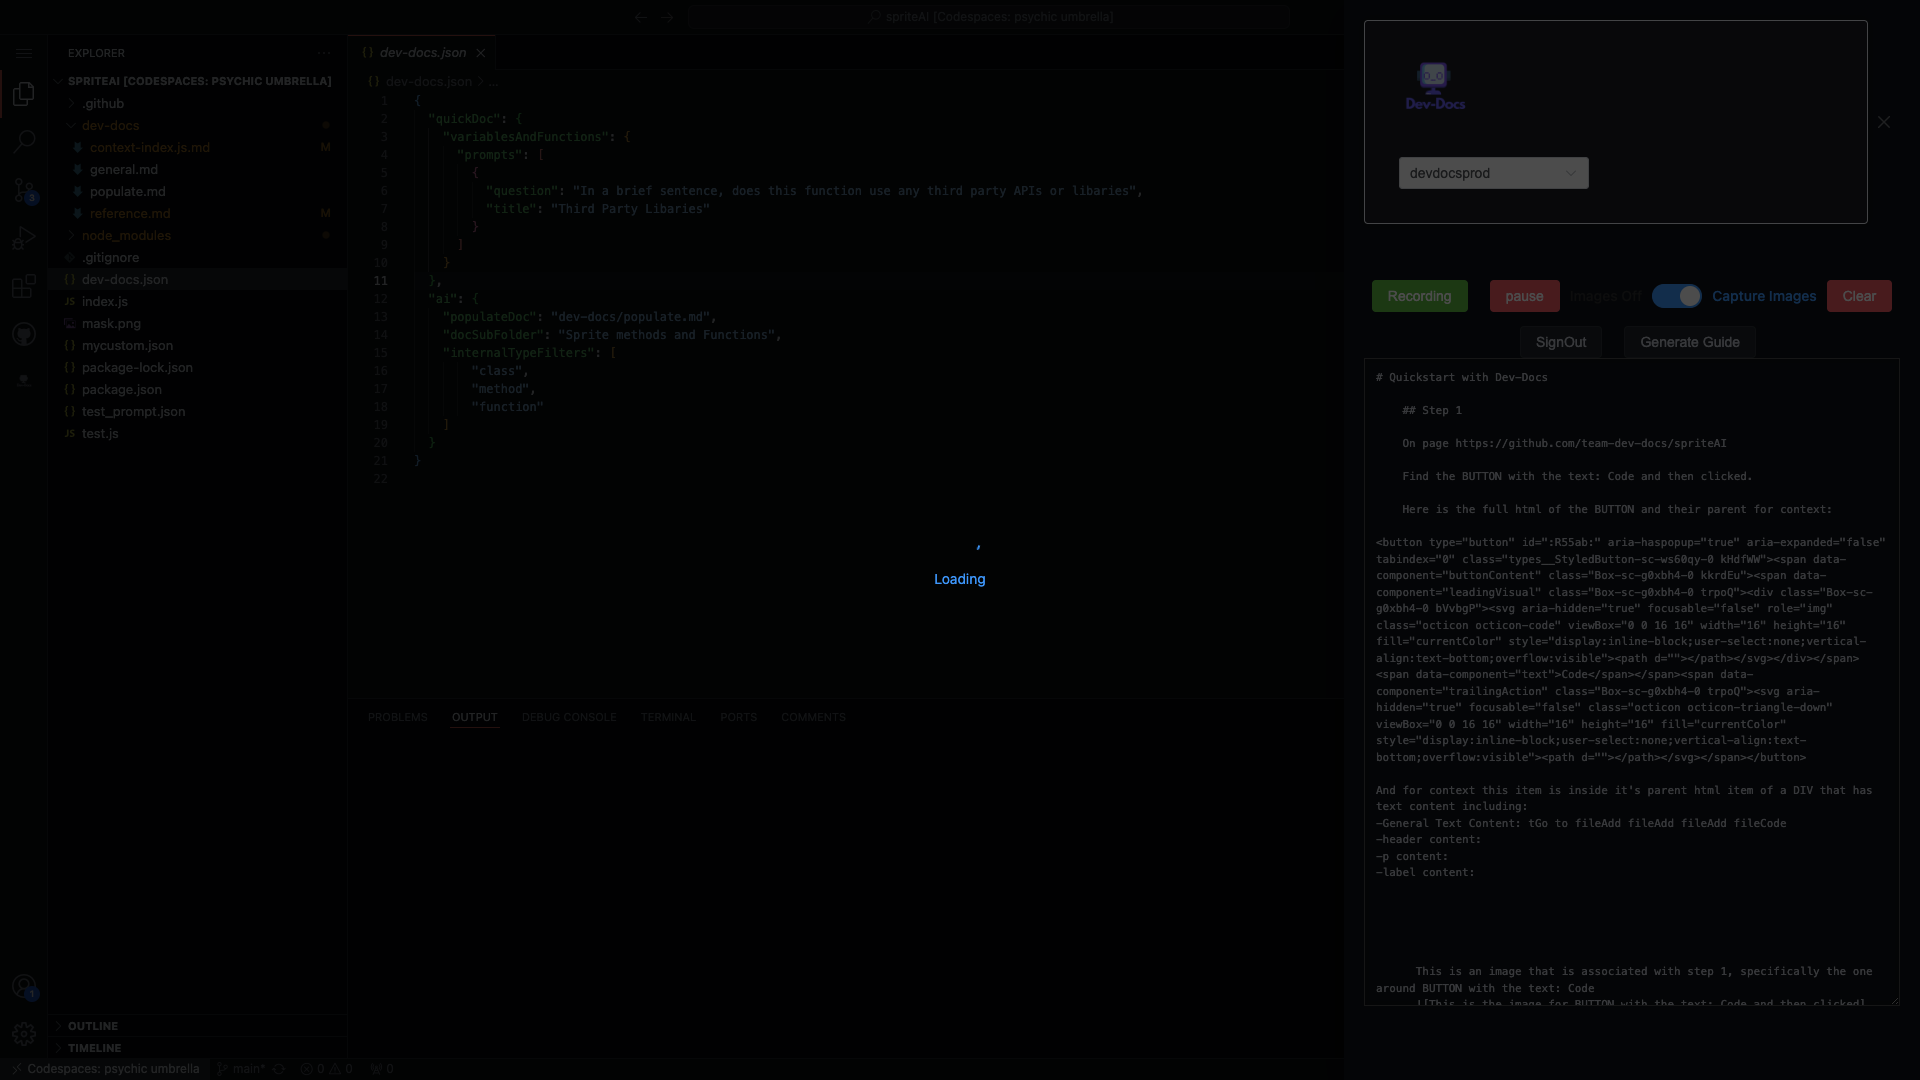 spriteAI [Codespaces: psychic umbrella]
EXPLORER
SPRITEAI [CODESPACES: PSYCHIC UMBRELLA]
.github
dev-docs
context-index.js.md M
general.md
populate.md
reference.md M
node_modules
.gitignore
{} dev-docs.json
JS index.js
mask.png
{} mycustom.json
{} package-lock.json
{} package.json
{} test_prompt.json
JS test.js
OUTLINE
TIMELINE
3
1
{} dev-docs.json
{} dev-docs.json > ...
1 {
2 "quickDoc": {
3 "variablesAndFunctions": {
4 "prompts": [
5 {
6 "question": "In a brief sentence, does this function use any third party APIs or libaries",
7 "title": "Third Party Libaries"
8 }
9 ]
10 }
11 },
12 "ai": {
13 "populateDoc": "dev-docs/populate.md",
14 "docSubFolder": "Sprite methods and Functions",
15 "internalTypeFilters": [
16 "class",
17 "method",
18 "function"
19 ]
20 }
21 }
22
Loading
PROBLEMS OUTPUT DEBUG CONSOLE TERMINAL PORTS COMMENTS
Codespaces: psychic umbrella main* 0 0 0
Dev-Docs
devdocsprod
Recording pause Images Off Capture Images Clear
SignOut Generate Guide
# Quickstart with Dev-Docs
## Step 1
On page https://github.com/team-dev-docs/spriteAI
Find the BUTTON with the text: Code and then clicked.
Here is the full html of the BUTTON and their parent for context:
<button type="button" id=":R55ab:" aria-haspopup="true" aria-expanded="false"
tabindex="0" class="types__StyledButton-sc-ws60qy-0 kHdfWW"><span data-
component="buttonContent" class="Box-sc-g0xbh4-0 kkrdEu"><span data-
component="leadingVisual" class="Box-sc-g0xbh4-0 trpoQ"><div class="Box-sc-
g0xbh4-0 bVvbgP"><svg aria-hidden="true" focusable="false" role="img"
class="octicon octicon-code" viewBox="0 0 16 16" width="16" height="16"
fill="currentColor" style="display:inline-block;user-select:none;vertical-
align:text-bottom;overflow:visible"><path d=""></path></svg></div></span>
<span data-component="text">Code</span></span><span data-
component="trailingAction" class="Box-sc-g0xbh4-0 trpoQ"><svg aria-
hidden="true" focusable="false" class="octicon octicon-triangle-down"
viewBox="0 0 16 16" width="16" height="16" fill="currentColor"
style="display:inline-block;user-select:none;vertical-align:text-
bottom;overflow:visible"><path d=""></path></svg></span></button>
And for context this item is inside it's parent html item of a DIV that has
text content including:
-General Text Content: tGo to fileAdd fileAdd fileAdd fileCode
-header content:
-p content:
-label content:
This is an image that is associated with step 1, specifically the one
around BUTTON with the text: Code
![This is the image for BUTTON with the text: Code and then clicked]